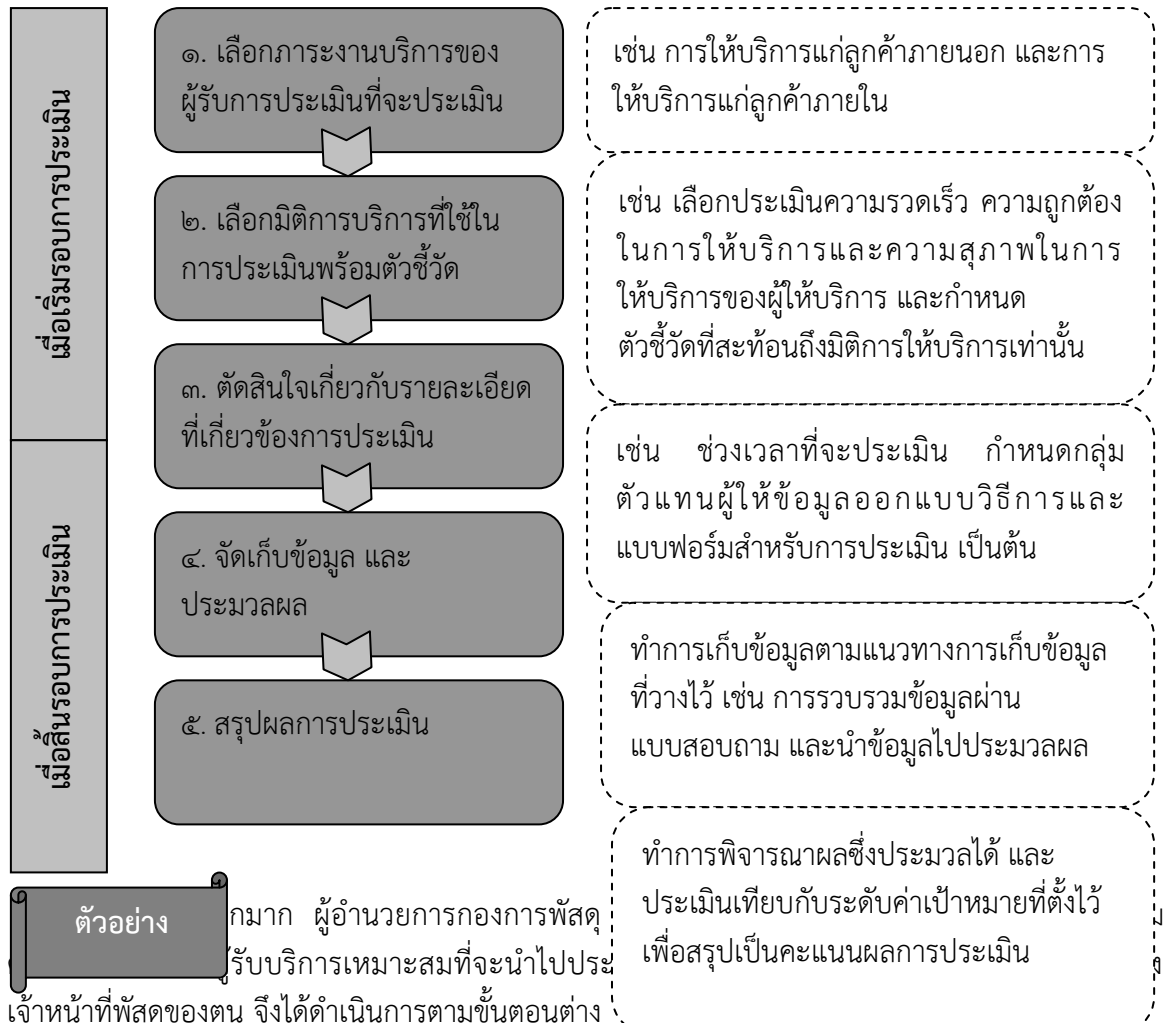 เมื่อเริ่มรอบการประเมิน
๑. เลือกภาระงานบริการของ
ผู้รับการประเมินที่จะประเมิน
เช่น การให้บริการแก่ลูกค้าภายนอก และการ
ให้บริการแก่ลูกค้าภายใน
๒. เลือกมิติการบริการที่ใช้ใน
การประเมินพร้อมตัวชี้วัด
เช่น เลือกประเมินความรวดเร็ว ความถูกต้อง
ในการให้บริการและความสุภาพในการ
ให้บริการของผู้ให้บริการ และกำหนด
ตัวชี้วัดที่สะท้อนถึงมิติการให้บริการเท่านั้น
๓. ตัดสินใจเกี่ยวกับรายละเอียด
ที่เกี่ยวข้องการประเมิน
เช่น ช่วงเวลาที่จะประเมิน กำหนดกลุ่ม
ตัวแทนผู้ให้ข้อมูลออกแบบวิธีการและ
แบบฟอร์มสำหรับการประเมิน เป็นต้น
เมื่อสิ้นรอบการประเมิน
๔. จัดเก็บข้อมูล และ
ประมวลผล
ทำการเก็บข้อมูลตามแนวทางการเก็บข้อมูล
ที่วางไว้ เช่น การรวบรวมข้อมูลผ่าน
แบบสอบถาม และนำข้อมูลไปประมวลผล
๕. สรุปผลการประเมิน
ทำการพิจารณาผลซึ่งประมวลได้ และ
ประเมินเทียบกับระดับค่าเป้าหมายที่ตั้งไว้
เพื่อสรุปเป็นคะแนนผลการประเมิน
ตัวอย่าง
กมาก ผู้อำนวยการกองการพัสดุ
รับบริการเหมาะสมที่จะนำไปประ
เจ้าหน้าที่พัสดุของตน จึงได้ดำเนินการตามขั้นตอนต่าง